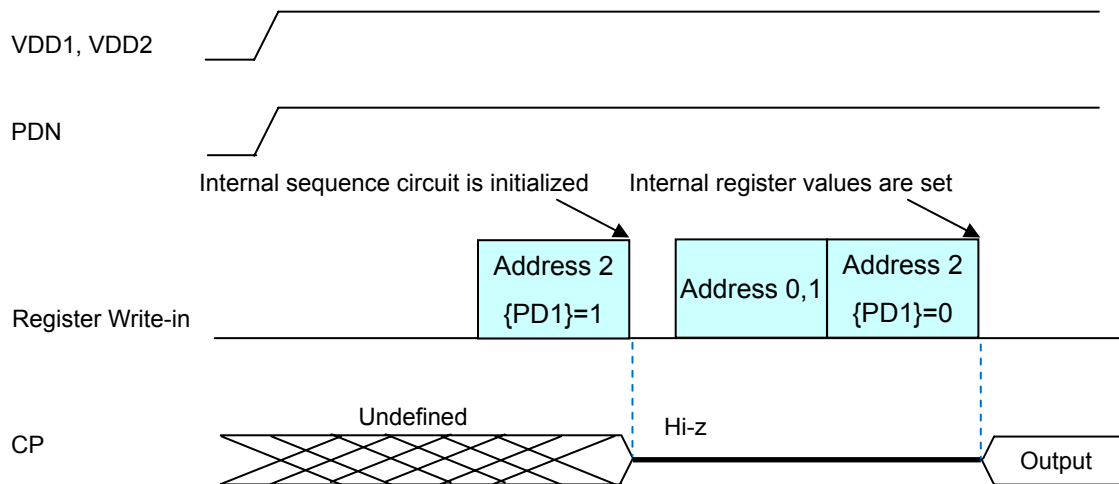 VDD1, VDD2
PDN
Internal sequence circuit is initialized
Internal register values are set
Register Write-in
Address 2
{PD1}=1
Address 0,1
Address 2
{PD1}=0
CP
Undefined
Hi-z
Output